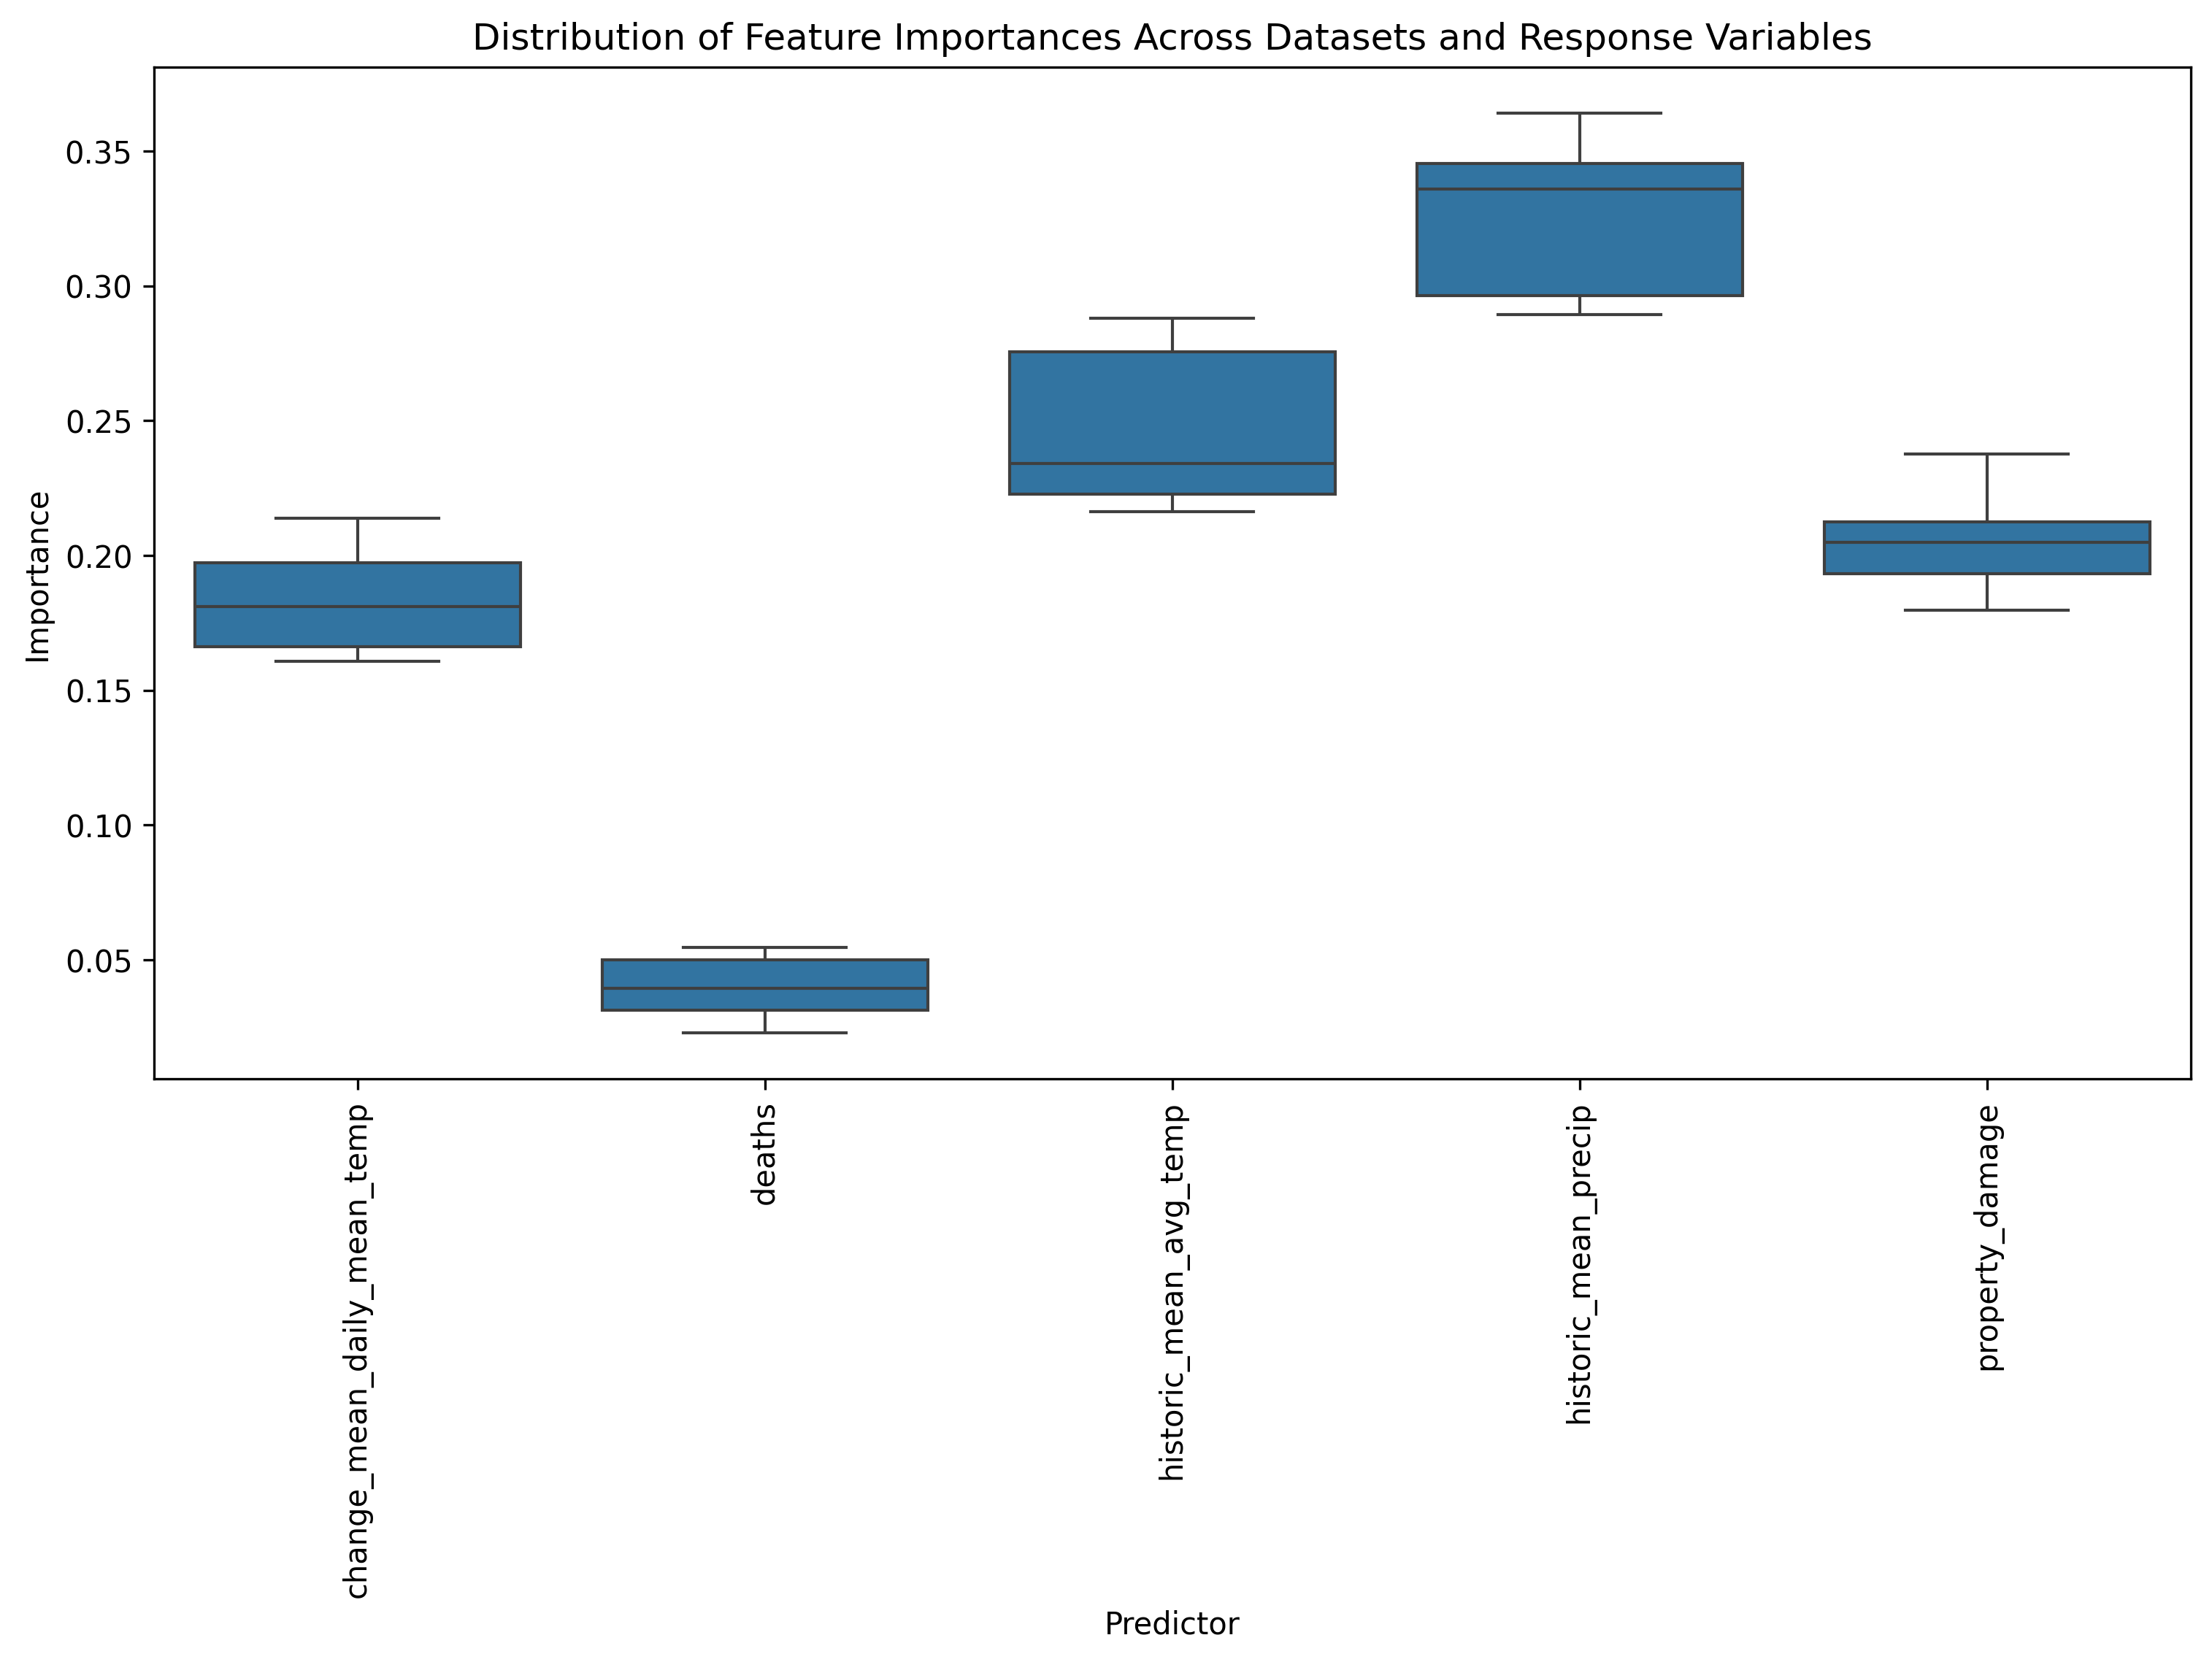 Distribution of Feature Importances Across Datasets and Response Variables
Importance
0.35
0.30
0.25
0.20
0.15
0.10
0.05
change_mean_daily_mean_temp
deaths
historic_mean_avg_temp
historic_mean_precip
property_damage
Predictor